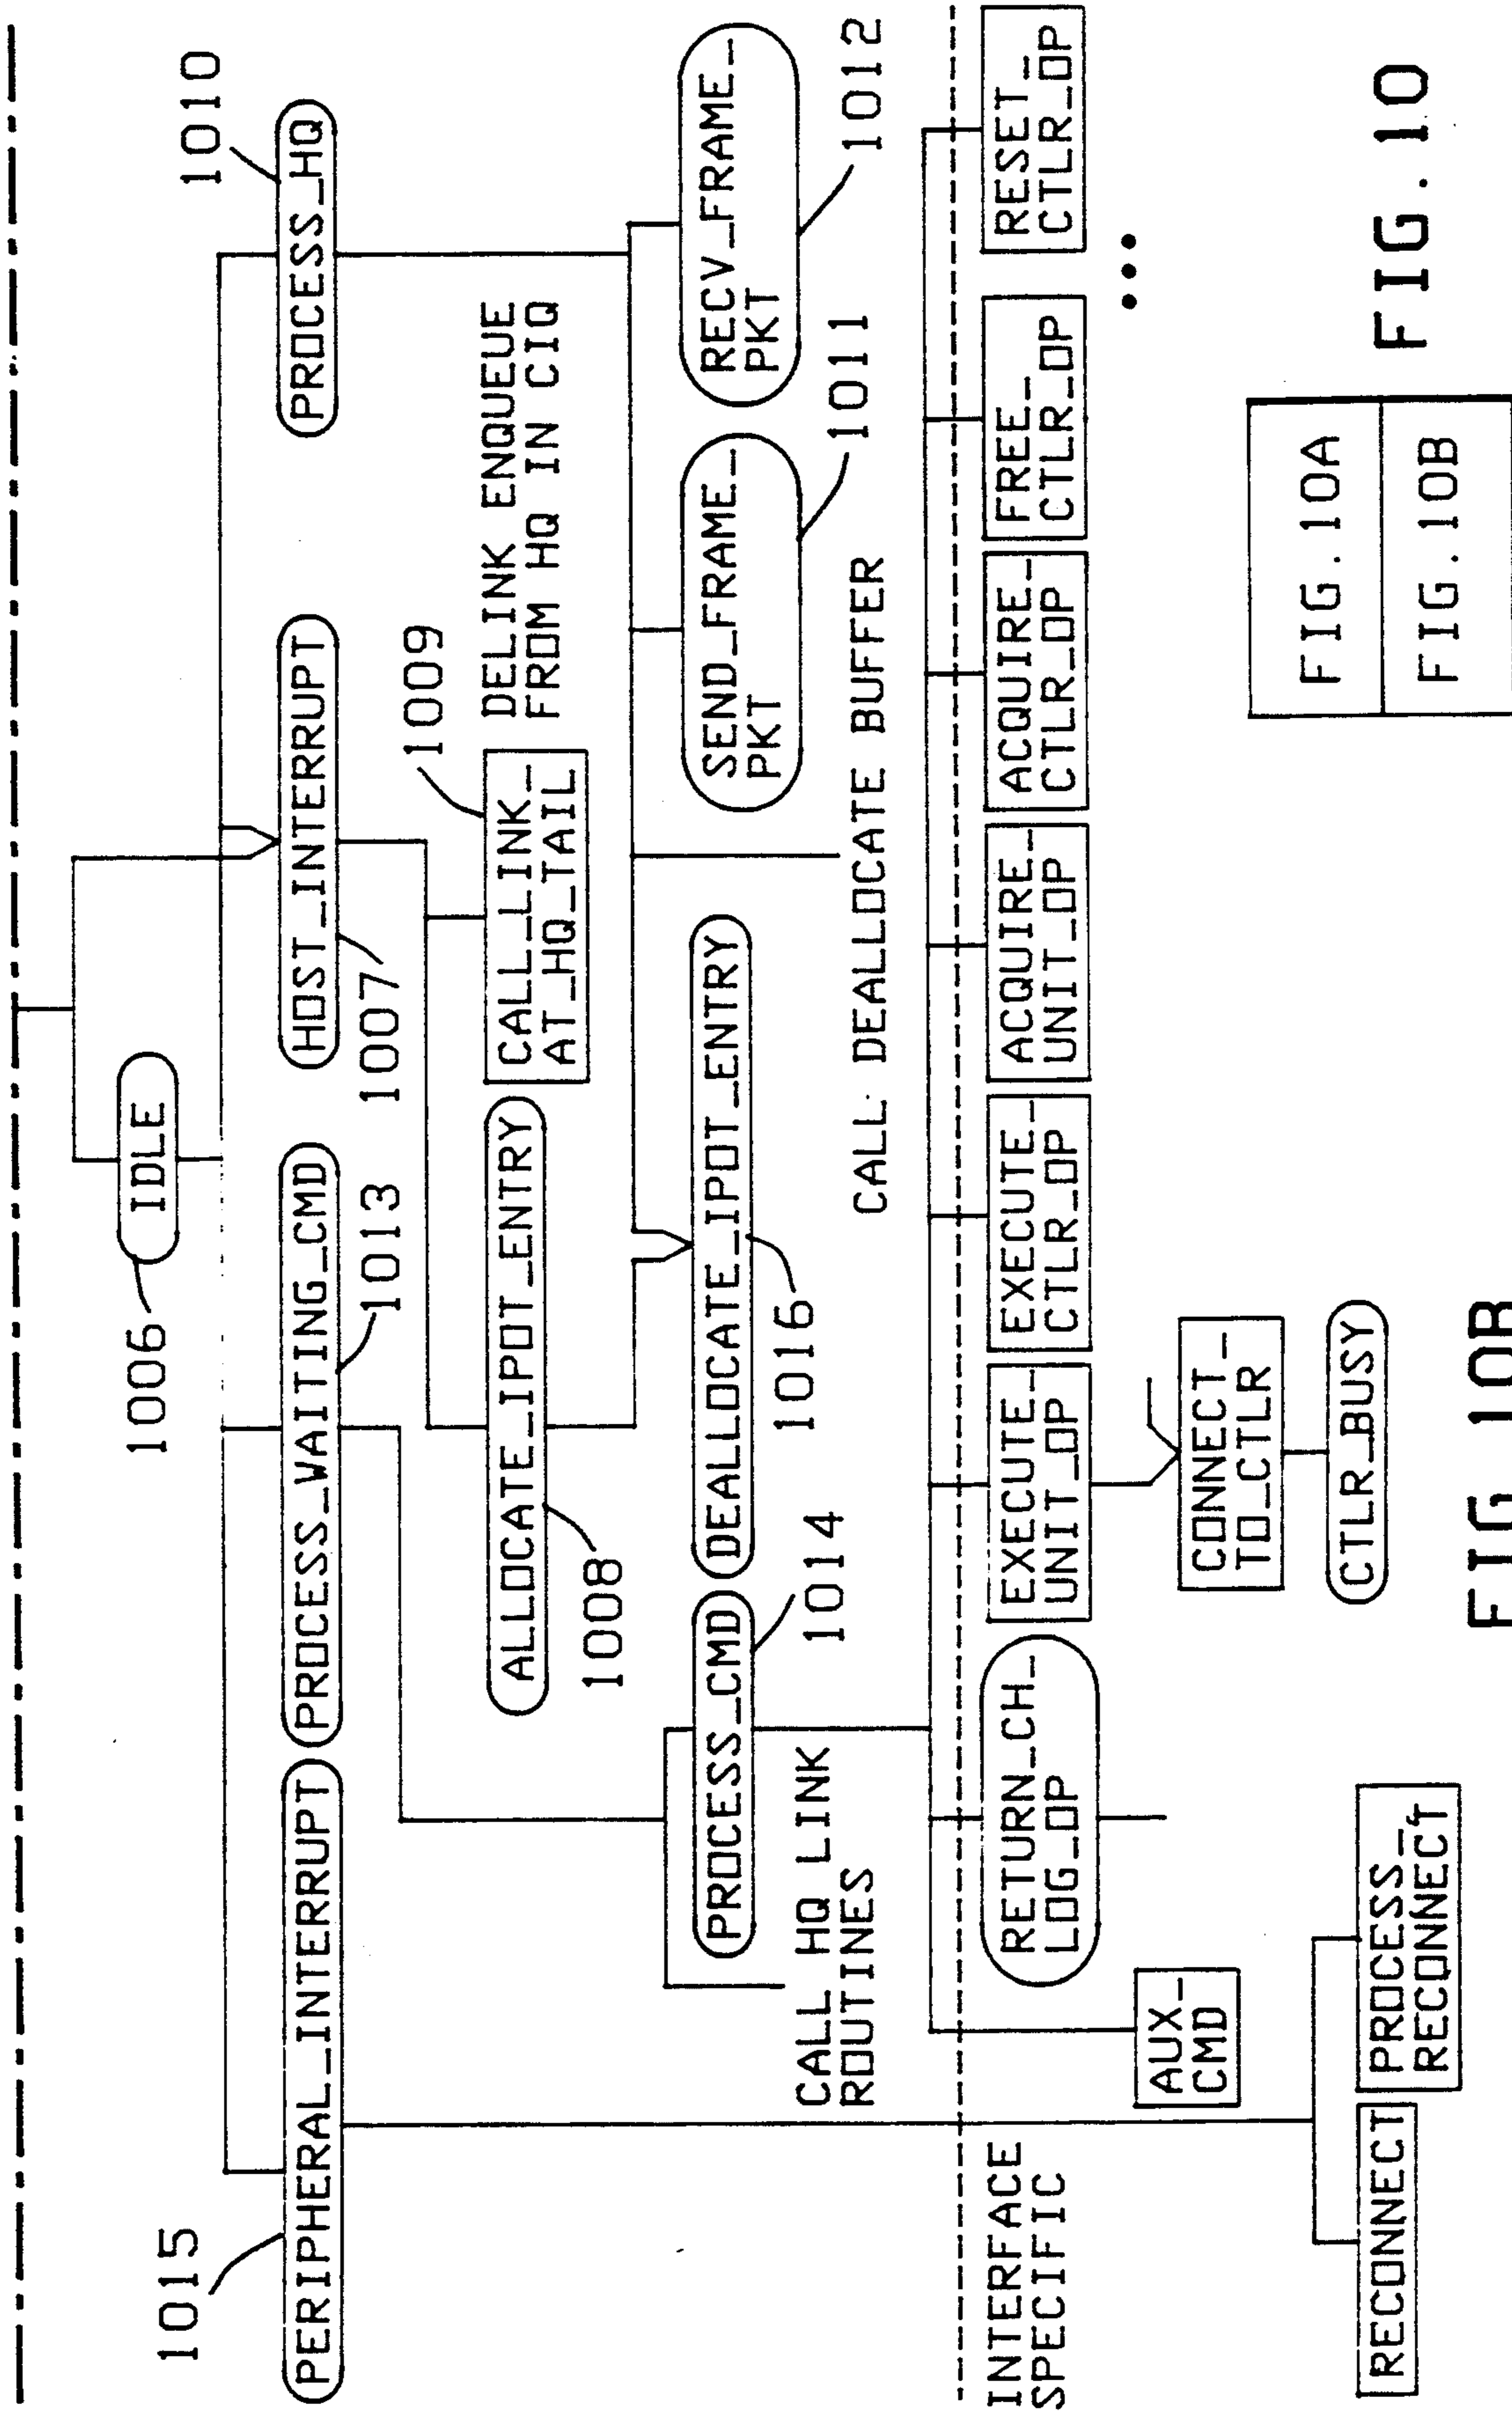 1006
IDLE
1015
PERIPHERAL_INTERRUPT
PROCESS_WAITING_CMD
1013
HOST_INTERRUPT
1007
PROCESS_HQ
1010
ALLOCATE_IPOT_ENTRY
1008
CALL_LINK_
AT_HQ_TAIL
1009
DELINK ENQUEUE
FROM HQ IN CIQ
PROCESS_CMD
1014
DEALLOCATE_IPOT_ENTRY
1016
SEND_FRAME_
PKT
1011
RECV_FRAME_
PKT
1012
CALL HQ LINK
ROUTINES
CALL DEALLOCATE BUFFER
INTERFACE
SPECIFIC
AUX_
CMD
RETURN_CH_
LOG_OP
EXECUTE_
UNIT_OP
EXECUTE_
CTLR_OP
ACQUIRE_
UNIT_OP
ACQUIRE_
CTLR_OP
FREE_
CTLR_OP
RESET_
CTLR_OP
...
CONNECT_
TO_CTLR
CTLR_BUSY
RECONNECT
PROCESS_
RECONNECT
FIG. 10A
FIG. 10B
FIG. 10
FIG. 10B